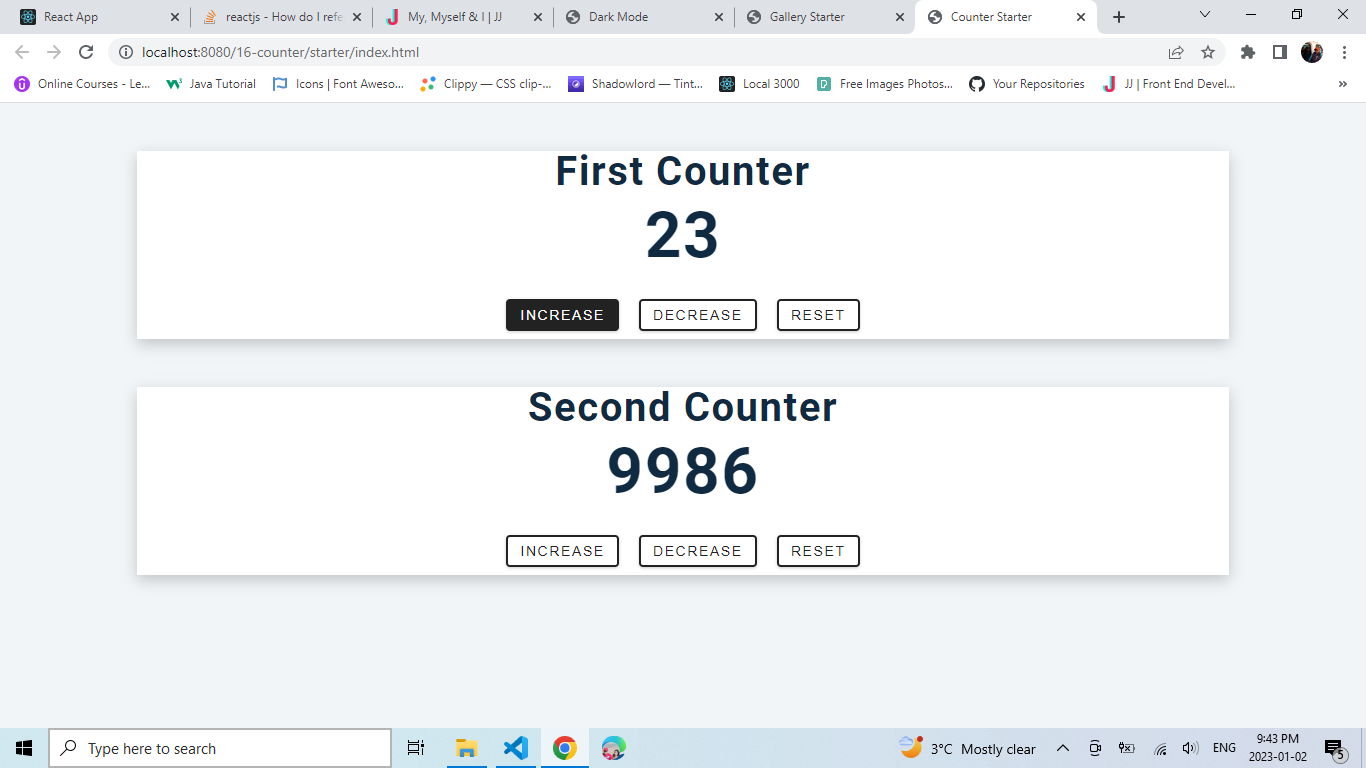 React App
reactjs - How do I refe
My, Myself & I | JJ
Dark Mode
Gallery Starter
Counter Starter
localhost:8080/16-counter/starter/index.html
Online Courses - Le...
Java Tutorial
Icons | Font Aweso...
Clippy — CSS clip-...
Shadowlord — Tint...
Local 3000
Free Images Photos...
Your Repositories
JJ | Front End Devel...
»
First Counter
23
INCREASE DECREASE RESET
Second Counter
9986
INCREASE DECREASE RESET
Type here to search
3°C Mostly clear
ENG
9:43 PM
2023-01-02
5